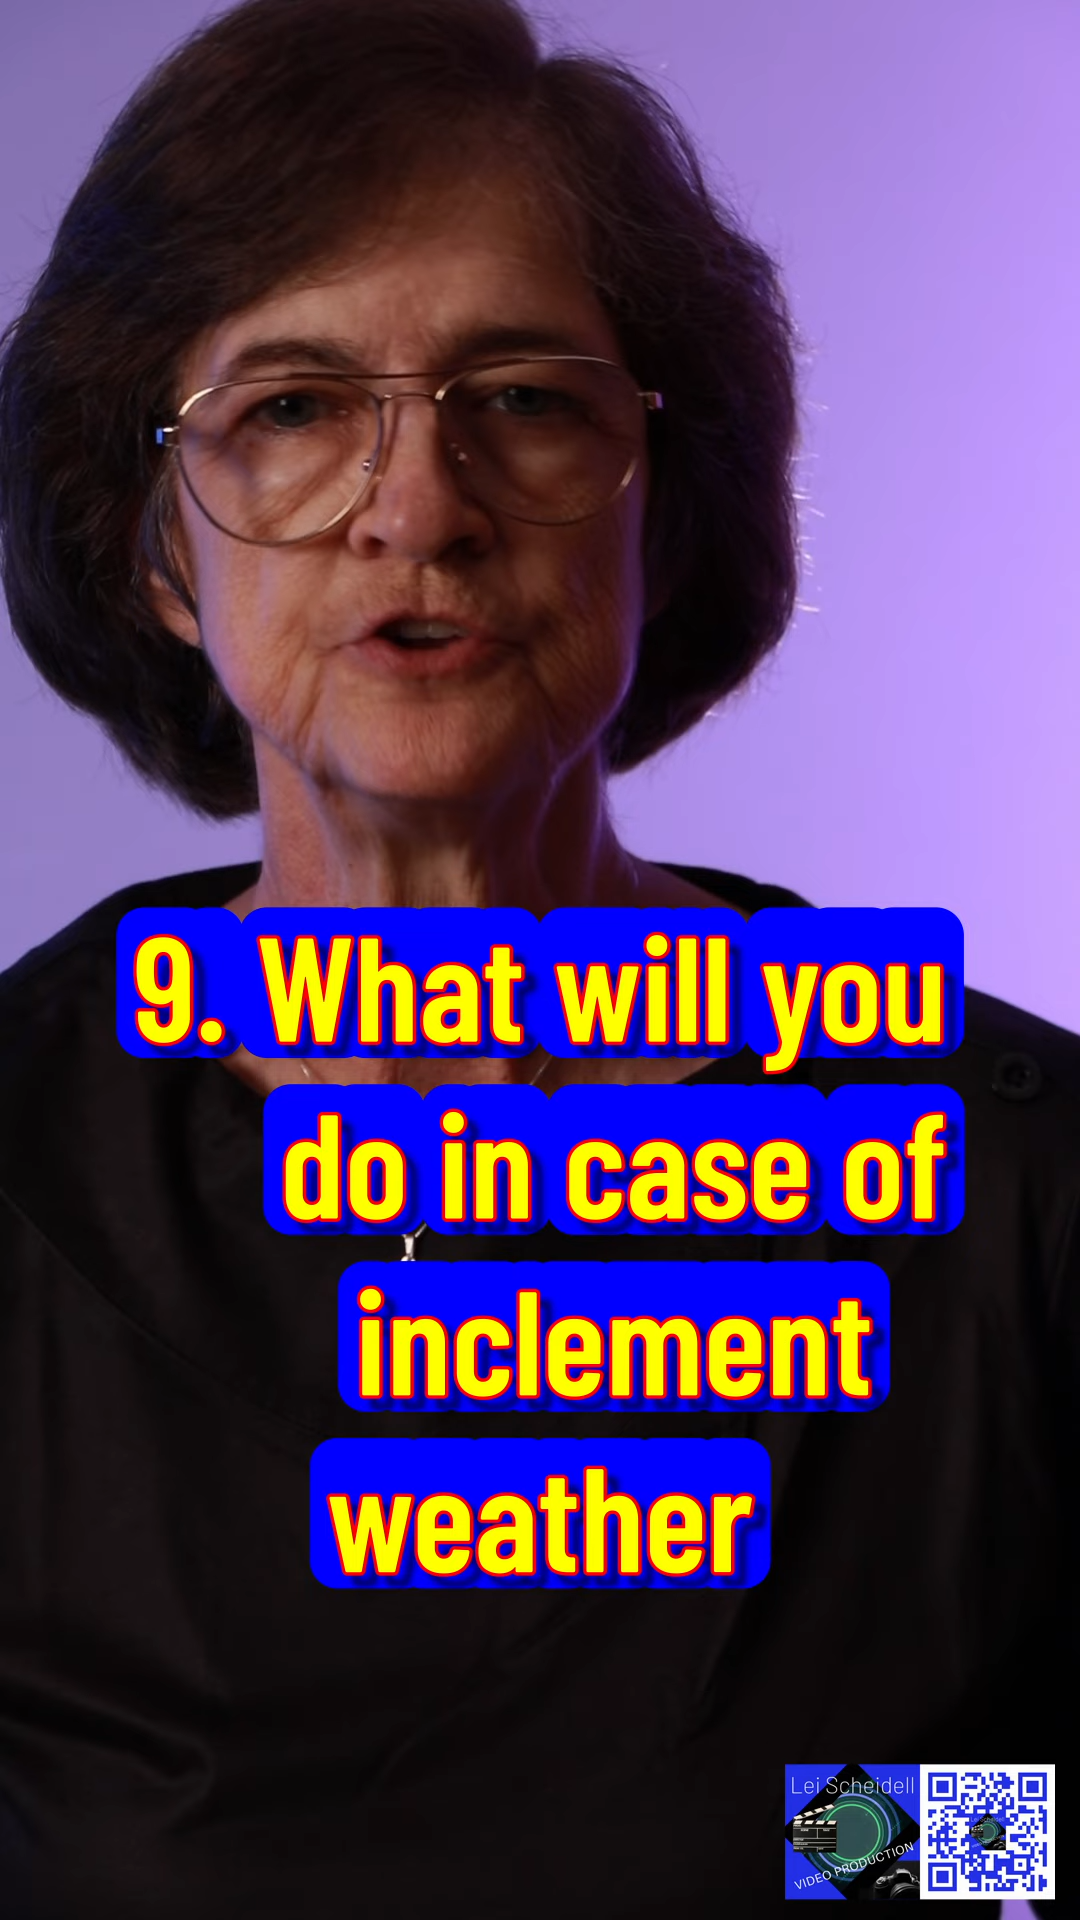 9. What will you
do in case of
inclement
weather
Lei Scheidell
VIDEO PRODUCTION